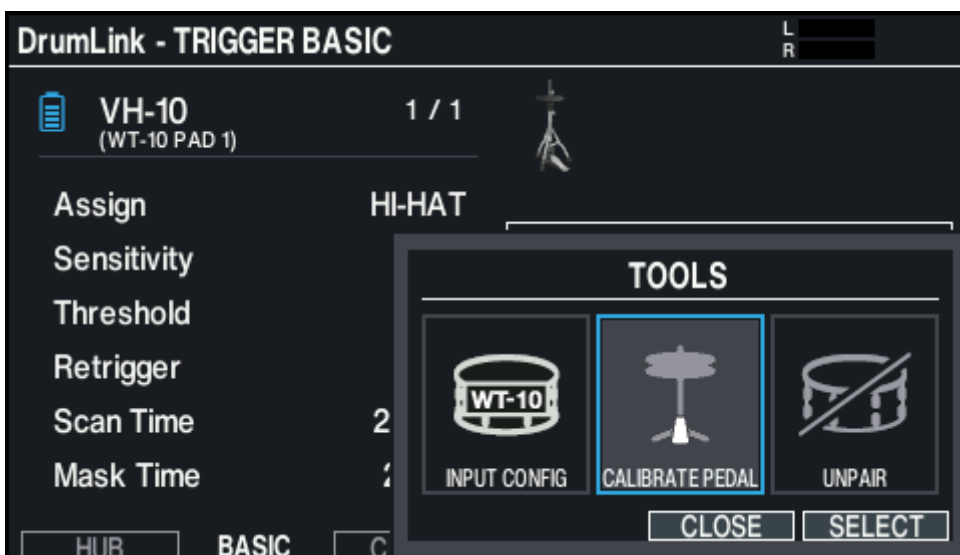 DrumLink - TRIGGER BASIC
L
R
VH-10
1 / 1
(WT-10 PAD 1)
Assign HI-HAT
Sensitivity
Threshold
Retrigger
Scan Time 2
Mask Time
TOOLS
WT-10
INPUT CONFIG
CALIBRATE PEDAL
UNPAIR
CLOSE SELECT
HUB BASIC C